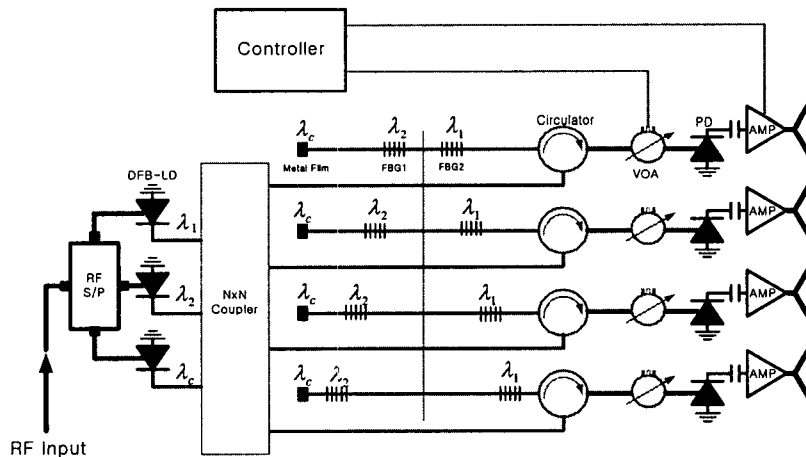 Controller
Circulator
PD
AMP
λc
λ2
λ1
Metal Film
FBG1
FBG2
VOA
DFB-LD
λ1
λc
λ2
λ1
AMP
RF
S/P
λ2
NxN
Coupler
λc
λ2
λ1
AMP
λc
λc
λ2
λ1
AMP
RF Input